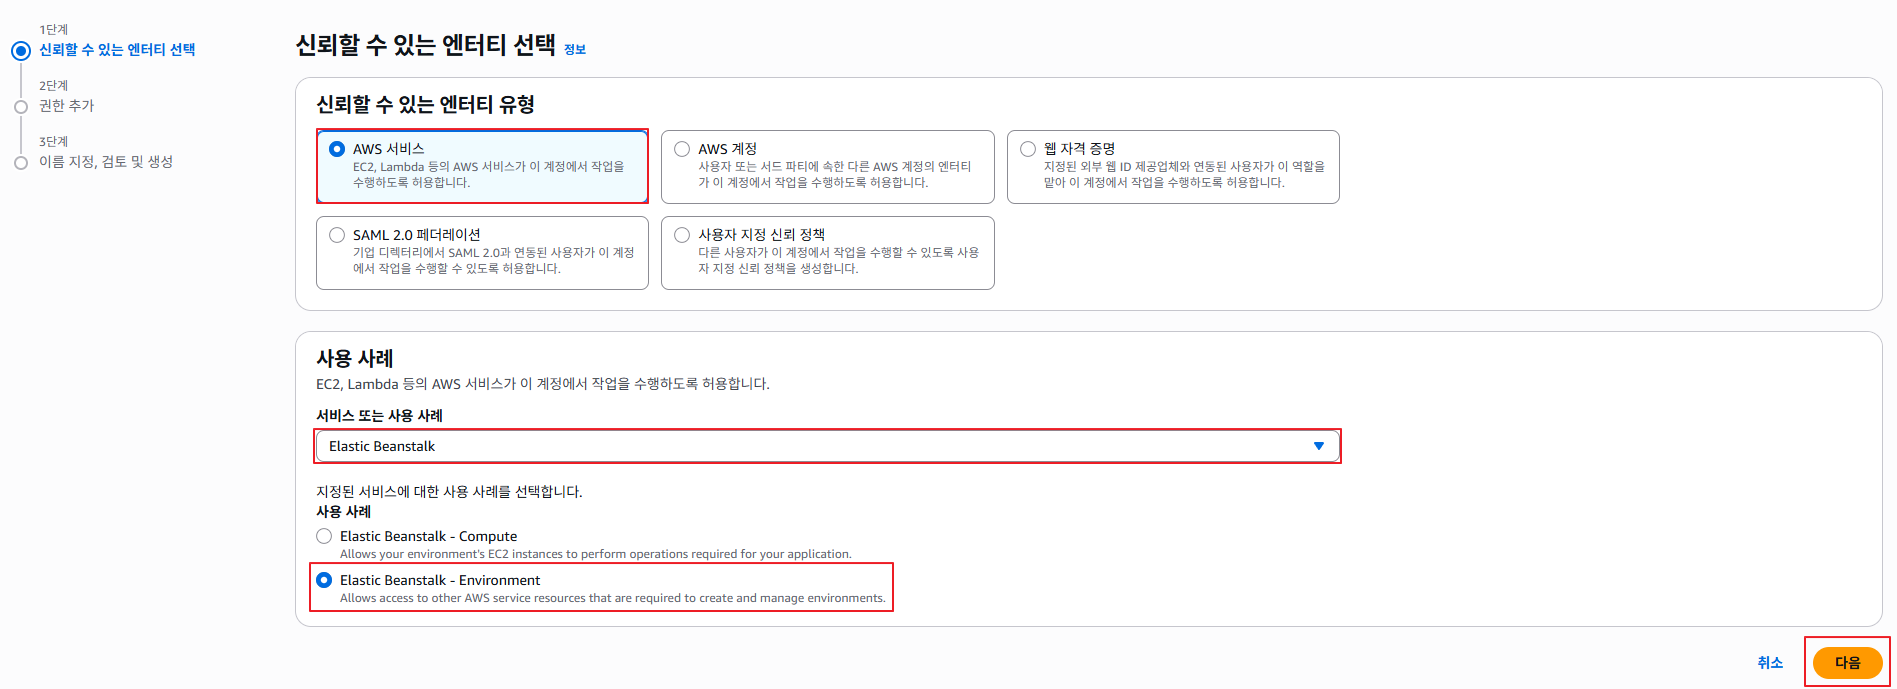 1단계
신뢰할 수 있는 엔터티 선택
2단계
권한 추가
3단계
이름 지정, 검토 및 생성
신뢰할 수 있는 엔터티 선택 정보
신뢰할 수 있는 엔터티 유형
AWS 서비스
EC2, Lambda 등의 AWS 서비스가 이 계정에서 작업을
수행하도록 허용합니다.
AWS 계정
사용자 또는 서드 파티에 속한 다른 AWS 계정의 엔터티
가 이 계정에서 작업을 수행하도록 허용합니다.
웹 자격 증명
지정된 외부 웹 ID 제공업체와 연동된 사용자가 이 역할을
맡아 이 계정에서 작업을 수행하도록 허용합니다.
SAML 2.0 페더레이션
기업 디렉터리에서 SAML 2.0과 연동된 사용자가 이 계정
에서 작업을 수행할 수 있도록 허용합니다.
사용자 지정 신뢰 정책
다른 사용자가 이 계정에서 작업을 수행할 수 있도록 사용
자 지정 신뢰 정책을 생성합니다.
사용 사례
EC2, Lambda 등의 AWS 서비스가 이 계정에서 작업을 수행하도록 허용합니다.
서비스 또는 사용 사례
Elastic Beanstalk
지정된 서비스에 대한 사용 사례를 선택합니다.
사용 사례
Elastic Beanstalk - Compute
Allows your environment's EC2 instances to perform operations required for your application.
Elastic Beanstalk - Environment
Allows access to other AWS service resources that are required to create and manage environments.
취소
다음